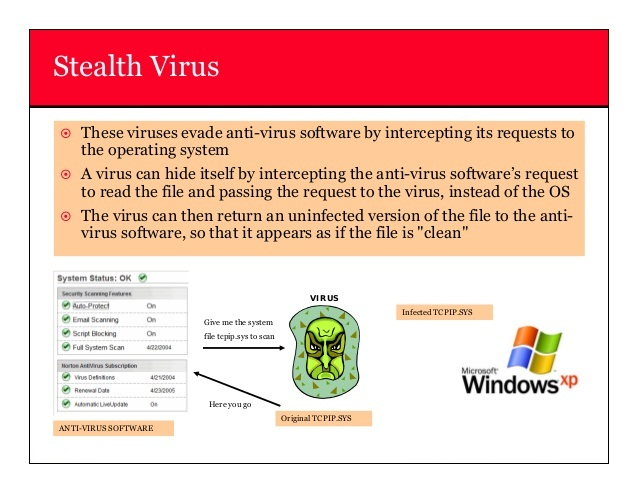 Stealth Virus
These viruses evade anti-virus software by intercepting its requests to
the operating system
A virus can hide itself by intercepting the anti-virus software's request
to read the file and passing the request to the virus, instead of the OS
The virus can then return an uninfected version of the file to the anti-
virus software, so that it appears as if the file is "clean"
System Status: OK
Security Scanning Features
Auto-Protect On
Email Scanning On
Script Blocking On
Full System Scan 4/22/2004
Norton AntiVirus Subscription
Virus Definitions 4/21/2004
Renewal Date 4/23/2005
Automatic LiveUpdate On
ANTI-VIRUS SOFTWARE
Give me the system
file tcpip.sys to scan
Here you go
VIRUS
Original TCPIP.SYS
Infected TCPIP.SYS
Microsoft
Windows xp